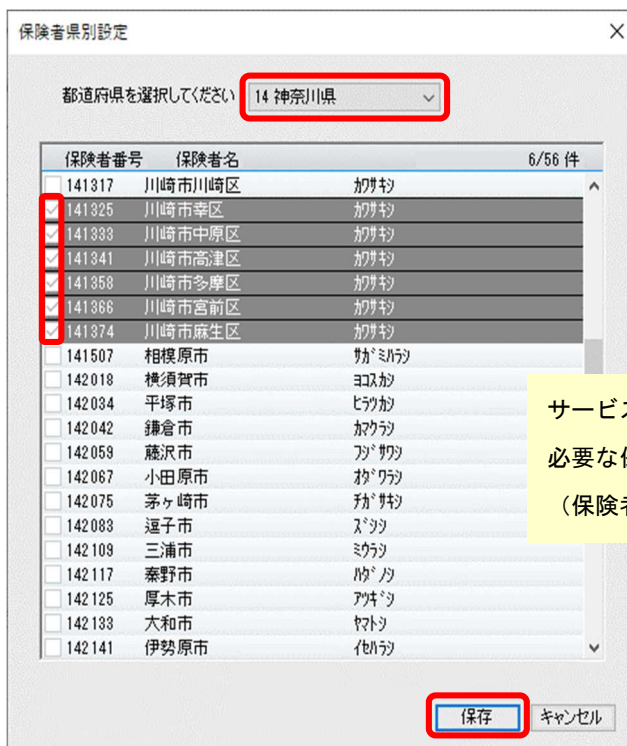 保険者県別設定
都道府県を選択してください 14 神奈川県
保険者番号 保険者名 6/56 件
141317 川崎市川崎区 ｶﾜｻｷｼ
141325 川崎市幸区 ｶﾜｻｷｼ
141333 川崎市中原区 ｶﾜｻｷｼ
141341 川崎市高津区 ｶﾜｻｷｼ
141358 川崎市多摩区 ｶﾜｻｷｼ
141366 川崎市宮前区 ｶﾜｻｷｼ
141374 川崎市麻生区 ｶﾜｻｷｼ
141507 相模原市 ｻｶﾞﾐﾊﾗｼ
142018 横須賀市 ﾖｺｽｶｼ
142034 平塚市 ﾋﾗﾂｶｼ
142042 鎌倉市 ｶﾏｸﾗｼ
142059 藤沢市 ﾌｼﾞｻﾜｼ
142067 小田原市 ｵﾀﾞﾜﾗｼ
142075 茅ヶ崎市 ﾁｶﾞｻｷｼ
142083 逗子市 ｽﾞｼｼ
142109 三浦市 ﾐｳﾗｼ
142117 秦野市 ﾊﾀﾞﾉｼ
142125 厚木市 ｱﾂｷﾞｼ
142133 大和市 ﾔﾏﾄｼ
142141 伊勢原市 ｲｾﾊﾗｼ
サービス
必要な
（保険者
保存 キャンセル